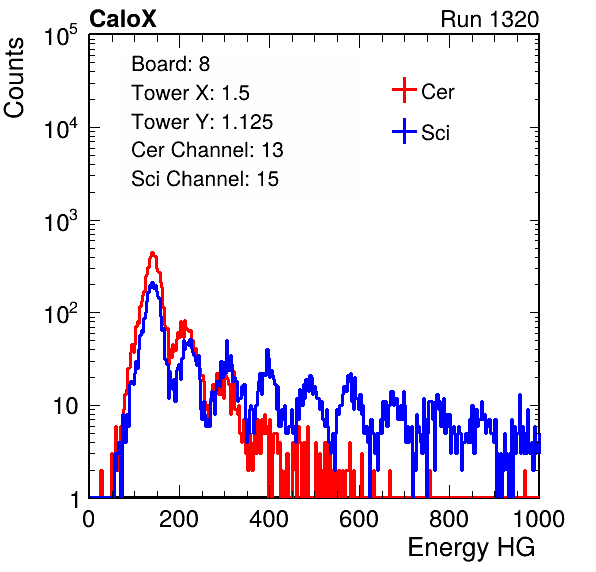 CaloX Run 1320
Counts
Board: 8
Tower X: 1.5
Tower Y: 1.125
Cer Channel: 13
Sci Channel: 15
Cer
Sci
10^5
10^4
10^3
10^2
10
1
0 200 400 600 800 1000
Energy HG